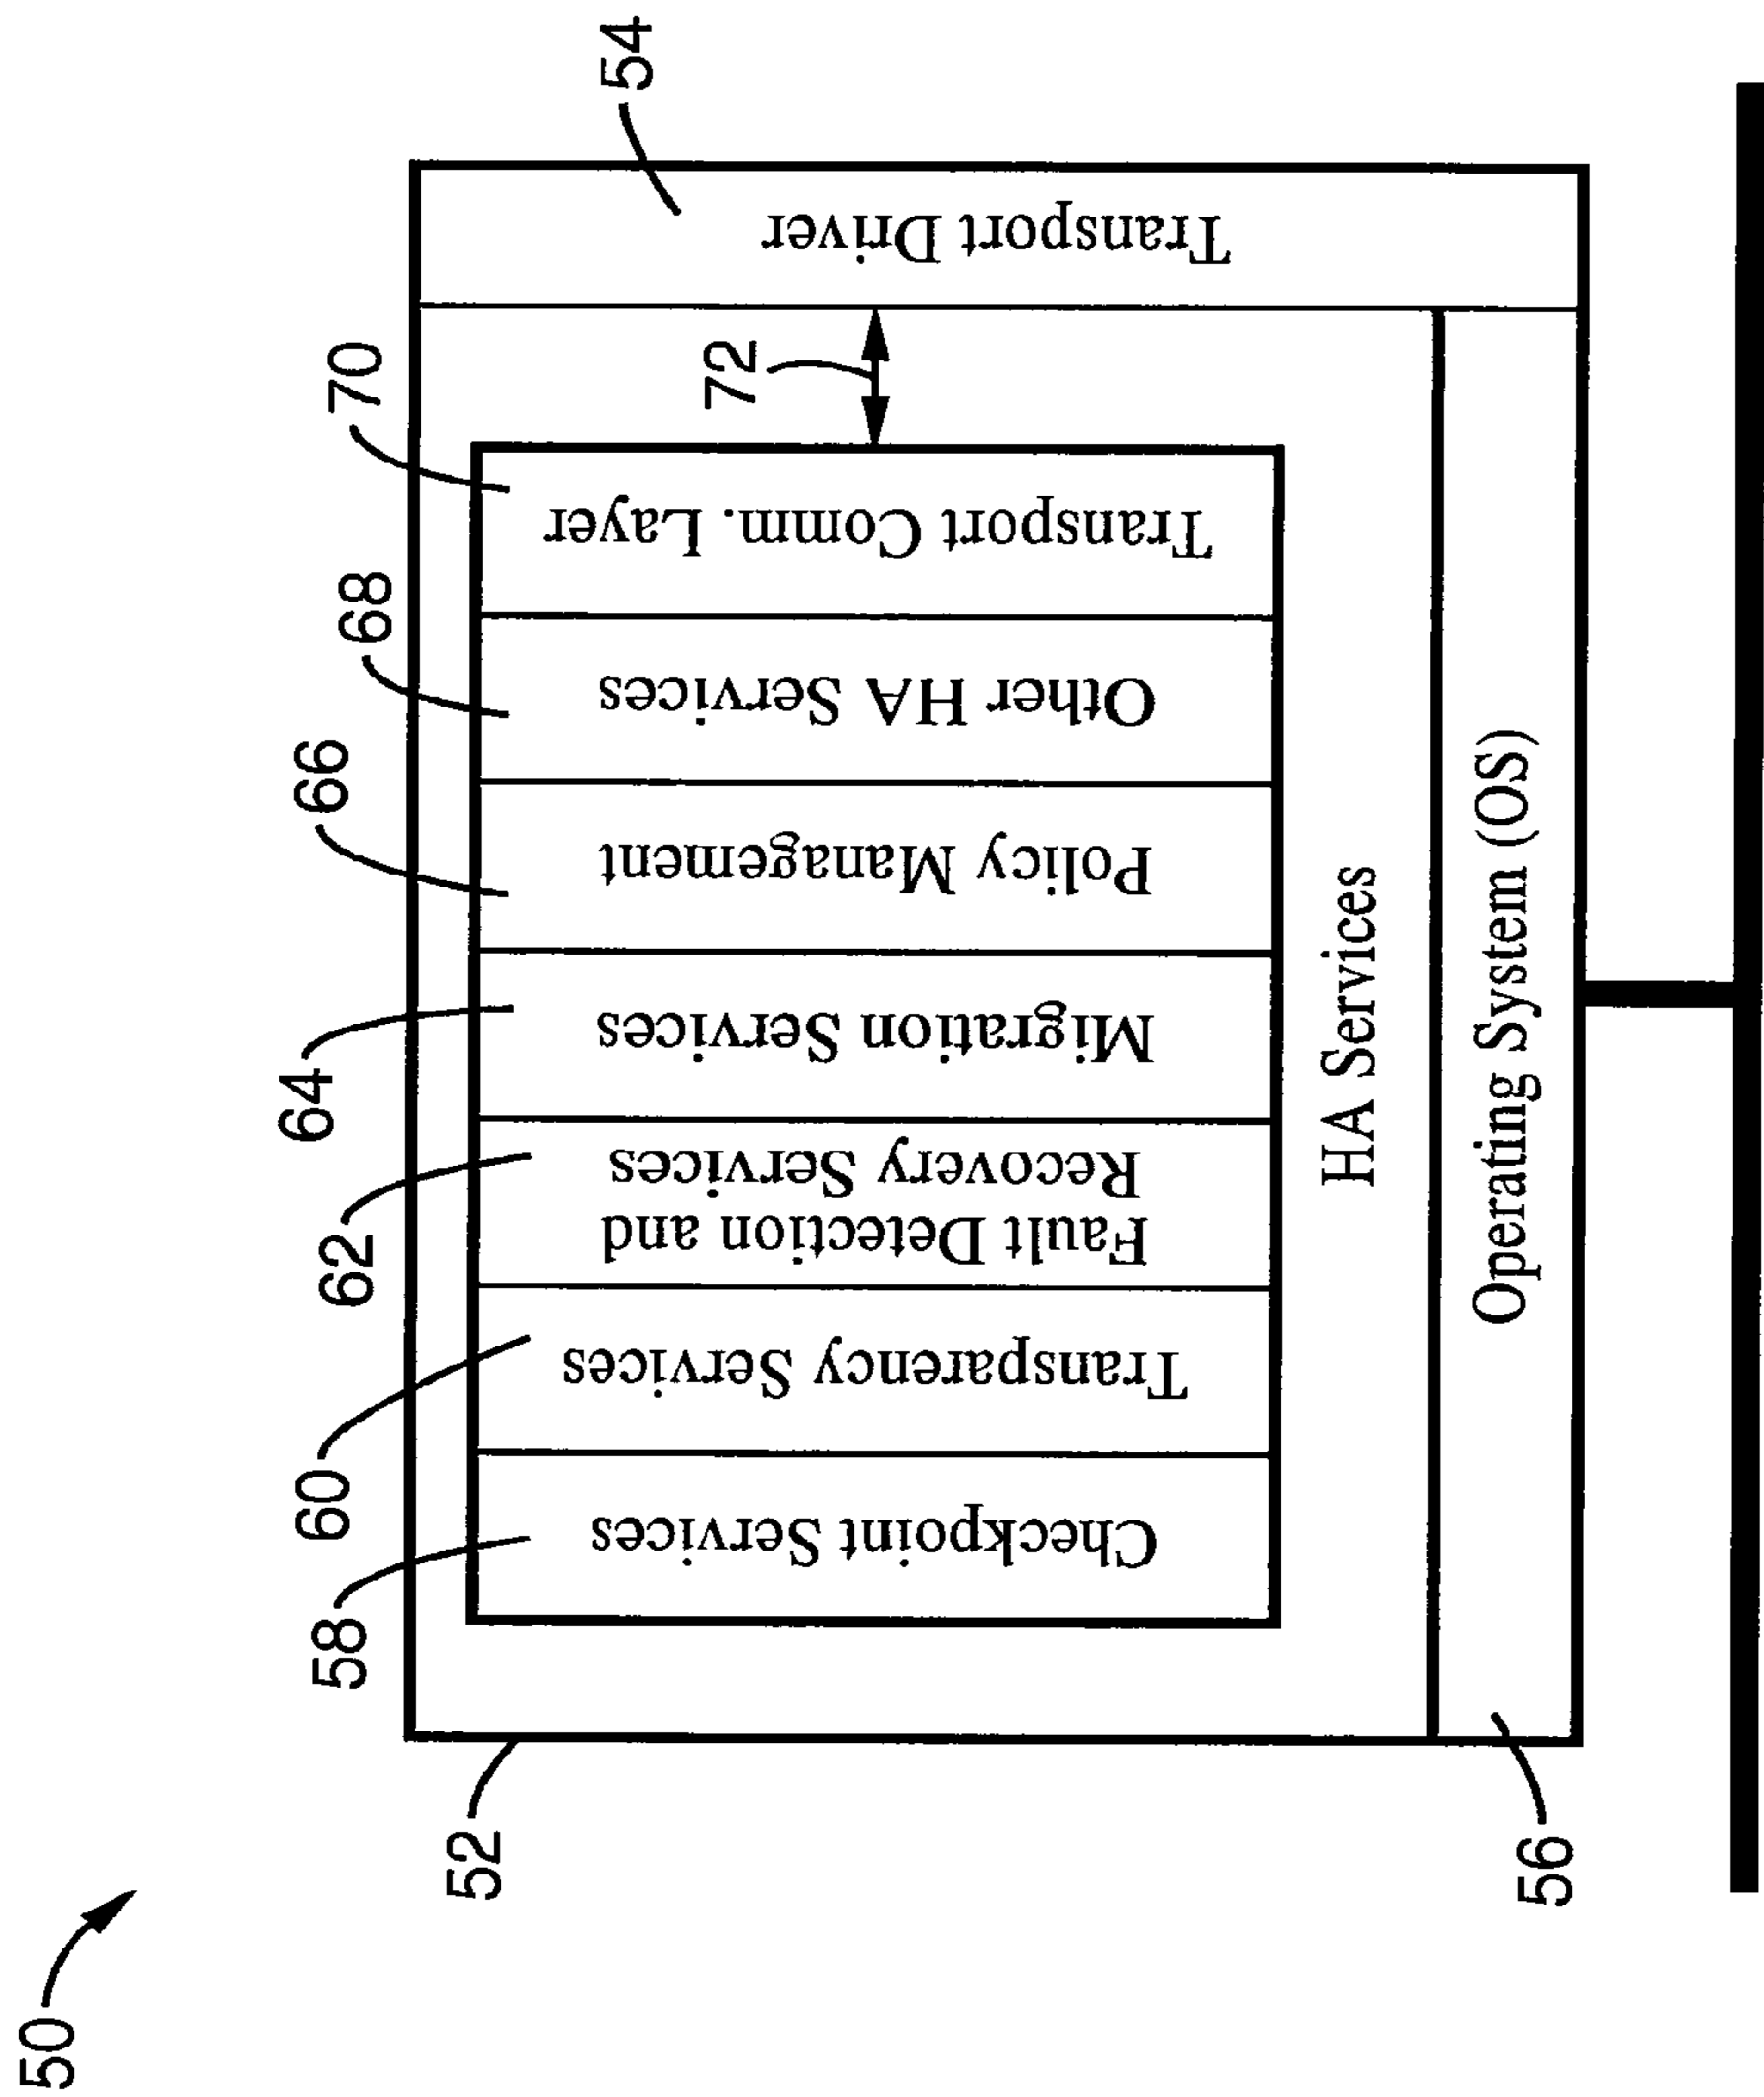 50
52
58
60
62
64
66
68
70
72
54
Checkpoint Services
Transparency Services
Fault Detection and
Recovery Services
Migration Services
Policy Management
Other HA Services
Transport Comm. Layer
Transport Driver
HA Services
Operating System (OS)
56